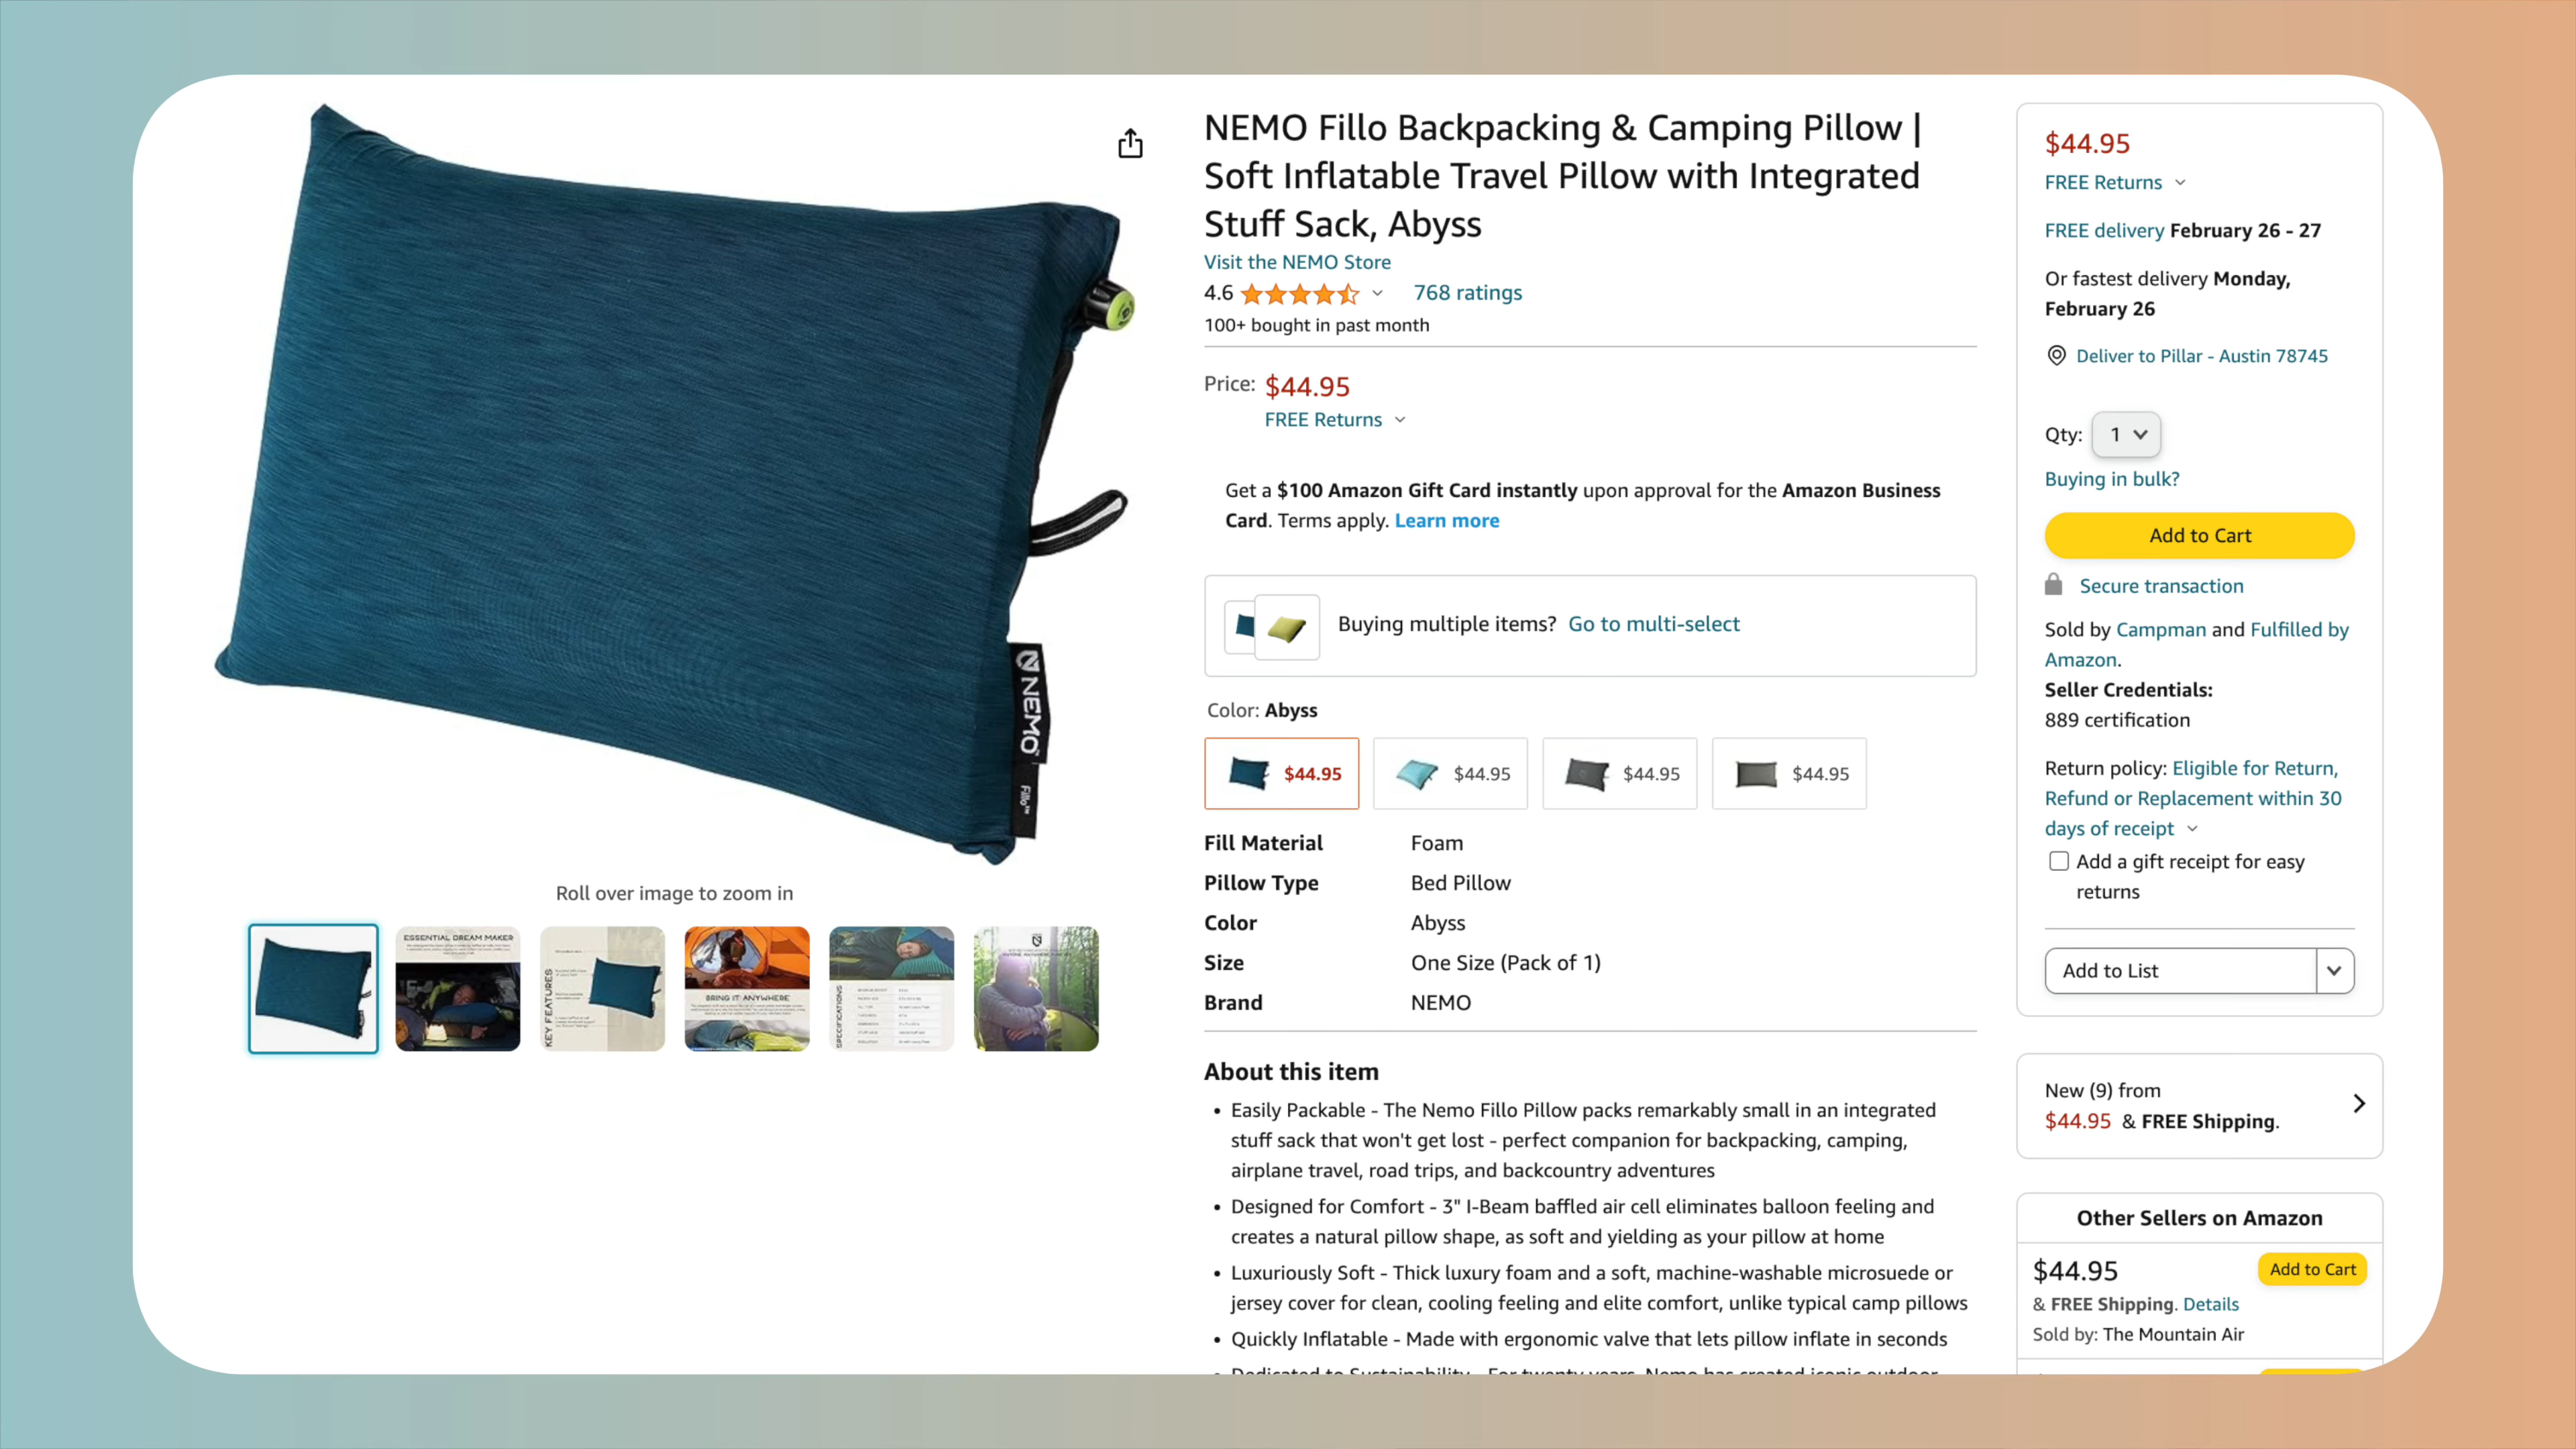 NEMO
Fillo™
Roll over image to zoom in
ESSENTIAL DREAM MAKER
KEY FEATURES
BRING IT ANYWHERE
SPECIFICATIONS
NEMO Fillo Backpacking & Camping Pillow |
Soft Inflatable Travel Pillow with Integrated
Stuff Sack, Abyss
Visit the NEMO Store
4.6
768 ratings
100+ bought in past month
Price: $44.95
FREE Returns
Get a $100 Amazon Gift Card instantly upon approval for the Amazon Business
Card. Terms apply. Learn more
Buying multiple items? Go to multi-select
Color: Abyss
$44.95 $44.95 $44.95 $44.95
Fill Material Foam
Pillow Type Bed Pillow
Color Abyss
Size One Size (Pack of 1)
Brand NEMO
About this item
• Easily Packable - The Nemo Fillo Pillow packs remarkably small in an integrated
stuff sack that won't get lost - perfect companion for backpacking, camping,
airplane travel, road trips, and backcountry adventures
• Designed for Comfort - 3" I-Beam baffled air cell eliminates balloon feeling and
creates a natural pillow shape, as soft and yielding as your pillow at home
• Luxuriously Soft - Thick luxury foam and a soft, machine-washable microsuede or
jersey cover for clean, cooling feeling and elite comfort, unlike typical camp pillows
• Quickly Inflatable - Made with ergonomic valve that lets pillow inflate in seconds
• Dedicated to Sustainability - For twenty years, Nemo has created iconic outdoor
$44.95
FREE Returns
FREE delivery February 26 - 27
Or fastest delivery Monday,
February 26
Deliver to Pillar - Austin 78745
Qty: 1
Buying in bulk?
Add to Cart
Secure transaction
Sold by Campman and Fulfilled by
Amazon.
Seller Credentials:
889 certification
Return policy: Eligible for Return,
Refund or Replacement within 30
days of receipt
Add a gift receipt for easy
returns
Add to List
New (9) from
$44.95 & FREE Shipping.
Other Sellers on Amazon
$44.95
Add to Cart
& FREE Shipping. Details
Sold by: The Mountain Air